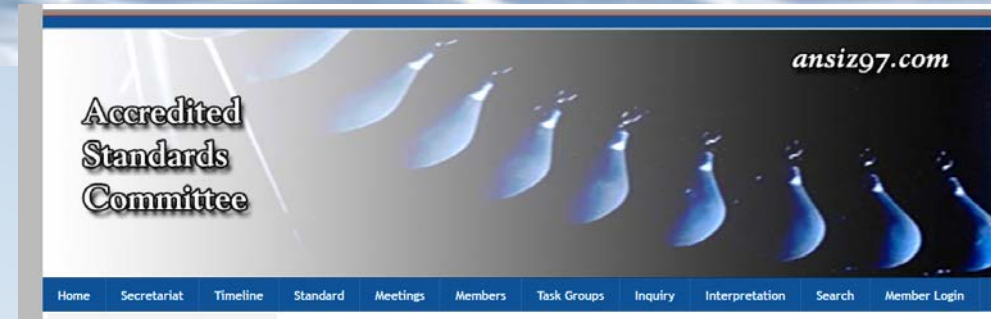 ansiz97.com
Accredited
Standards
Committee
Home Secretariat Timeline Standard Meetings Members Task Groups Inquiry Interpretation Search Member Login